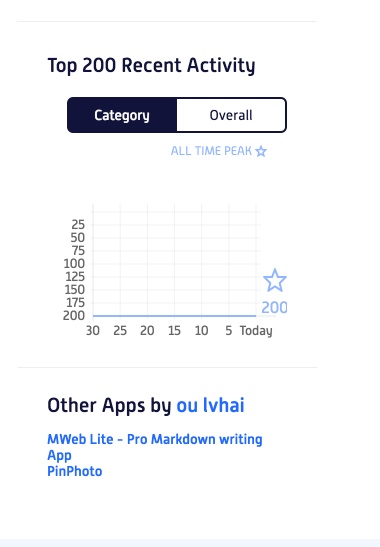 Top 200 Recent Activity
Category Overall
ALL TIME PEAK
25
50
75
100
125
150
175
200
200
30 25 20 15 10 5 Today
Other Apps by ou lvhai
MWeb Lite - Pro Markdown writing
App
PinPhoto